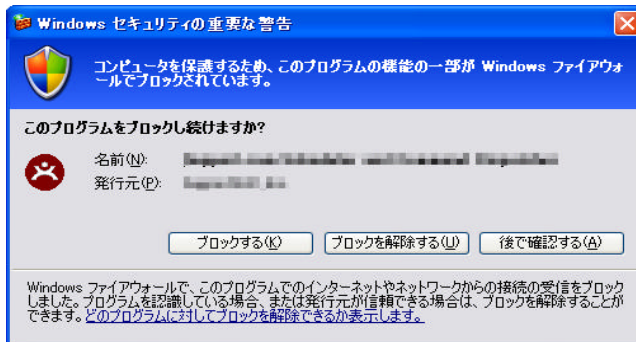 Windows セキュリティの重要な警告
コンピュータを保護するため、このプログラムの機能の一部が Windows ファイアウォ
ールでブロックされています。
このプログラムをブロックし続けますか?
名前(N):
発行元(P):
ブロックする(K) ブロックを解除する(U) 後で確認する(A)
Windows ファイアウォールで、このプログラムでのインターネットやネットワークからの接続の受信をブロック
しました。プログラムを認識している場合、または発行元が信頼できる場合は、ブロックを解除することが
できます。どのプログラムに対してブロックを解除できるか表示します。